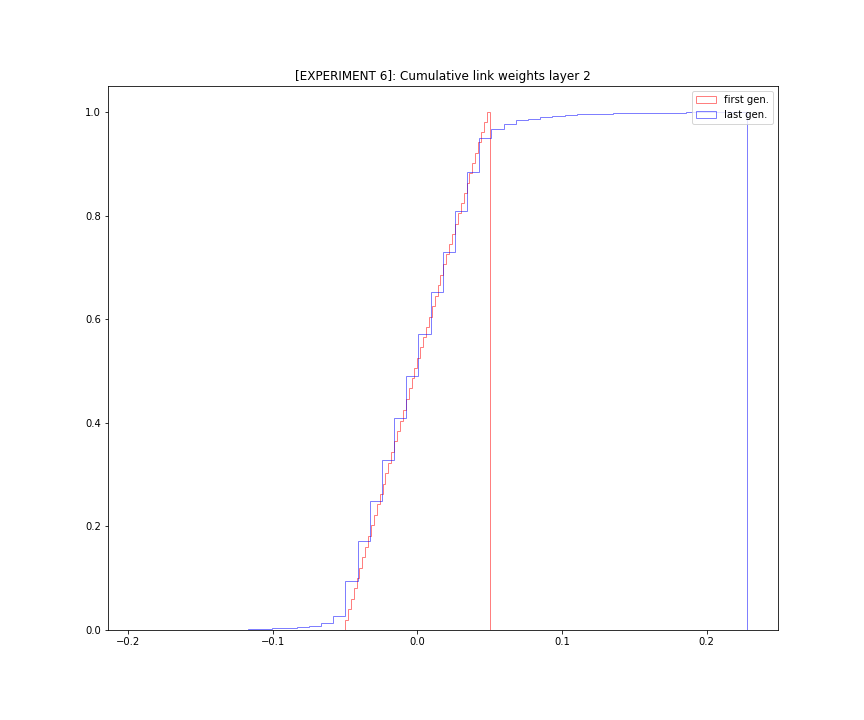 [EXPERIMENT 6]: Cumulative link weights layer 2
first gen.
last gen.
1.0
0.8
0.6
0.4
0.2
0.0
−0.2 −0.1 0.0 0.1 0.2